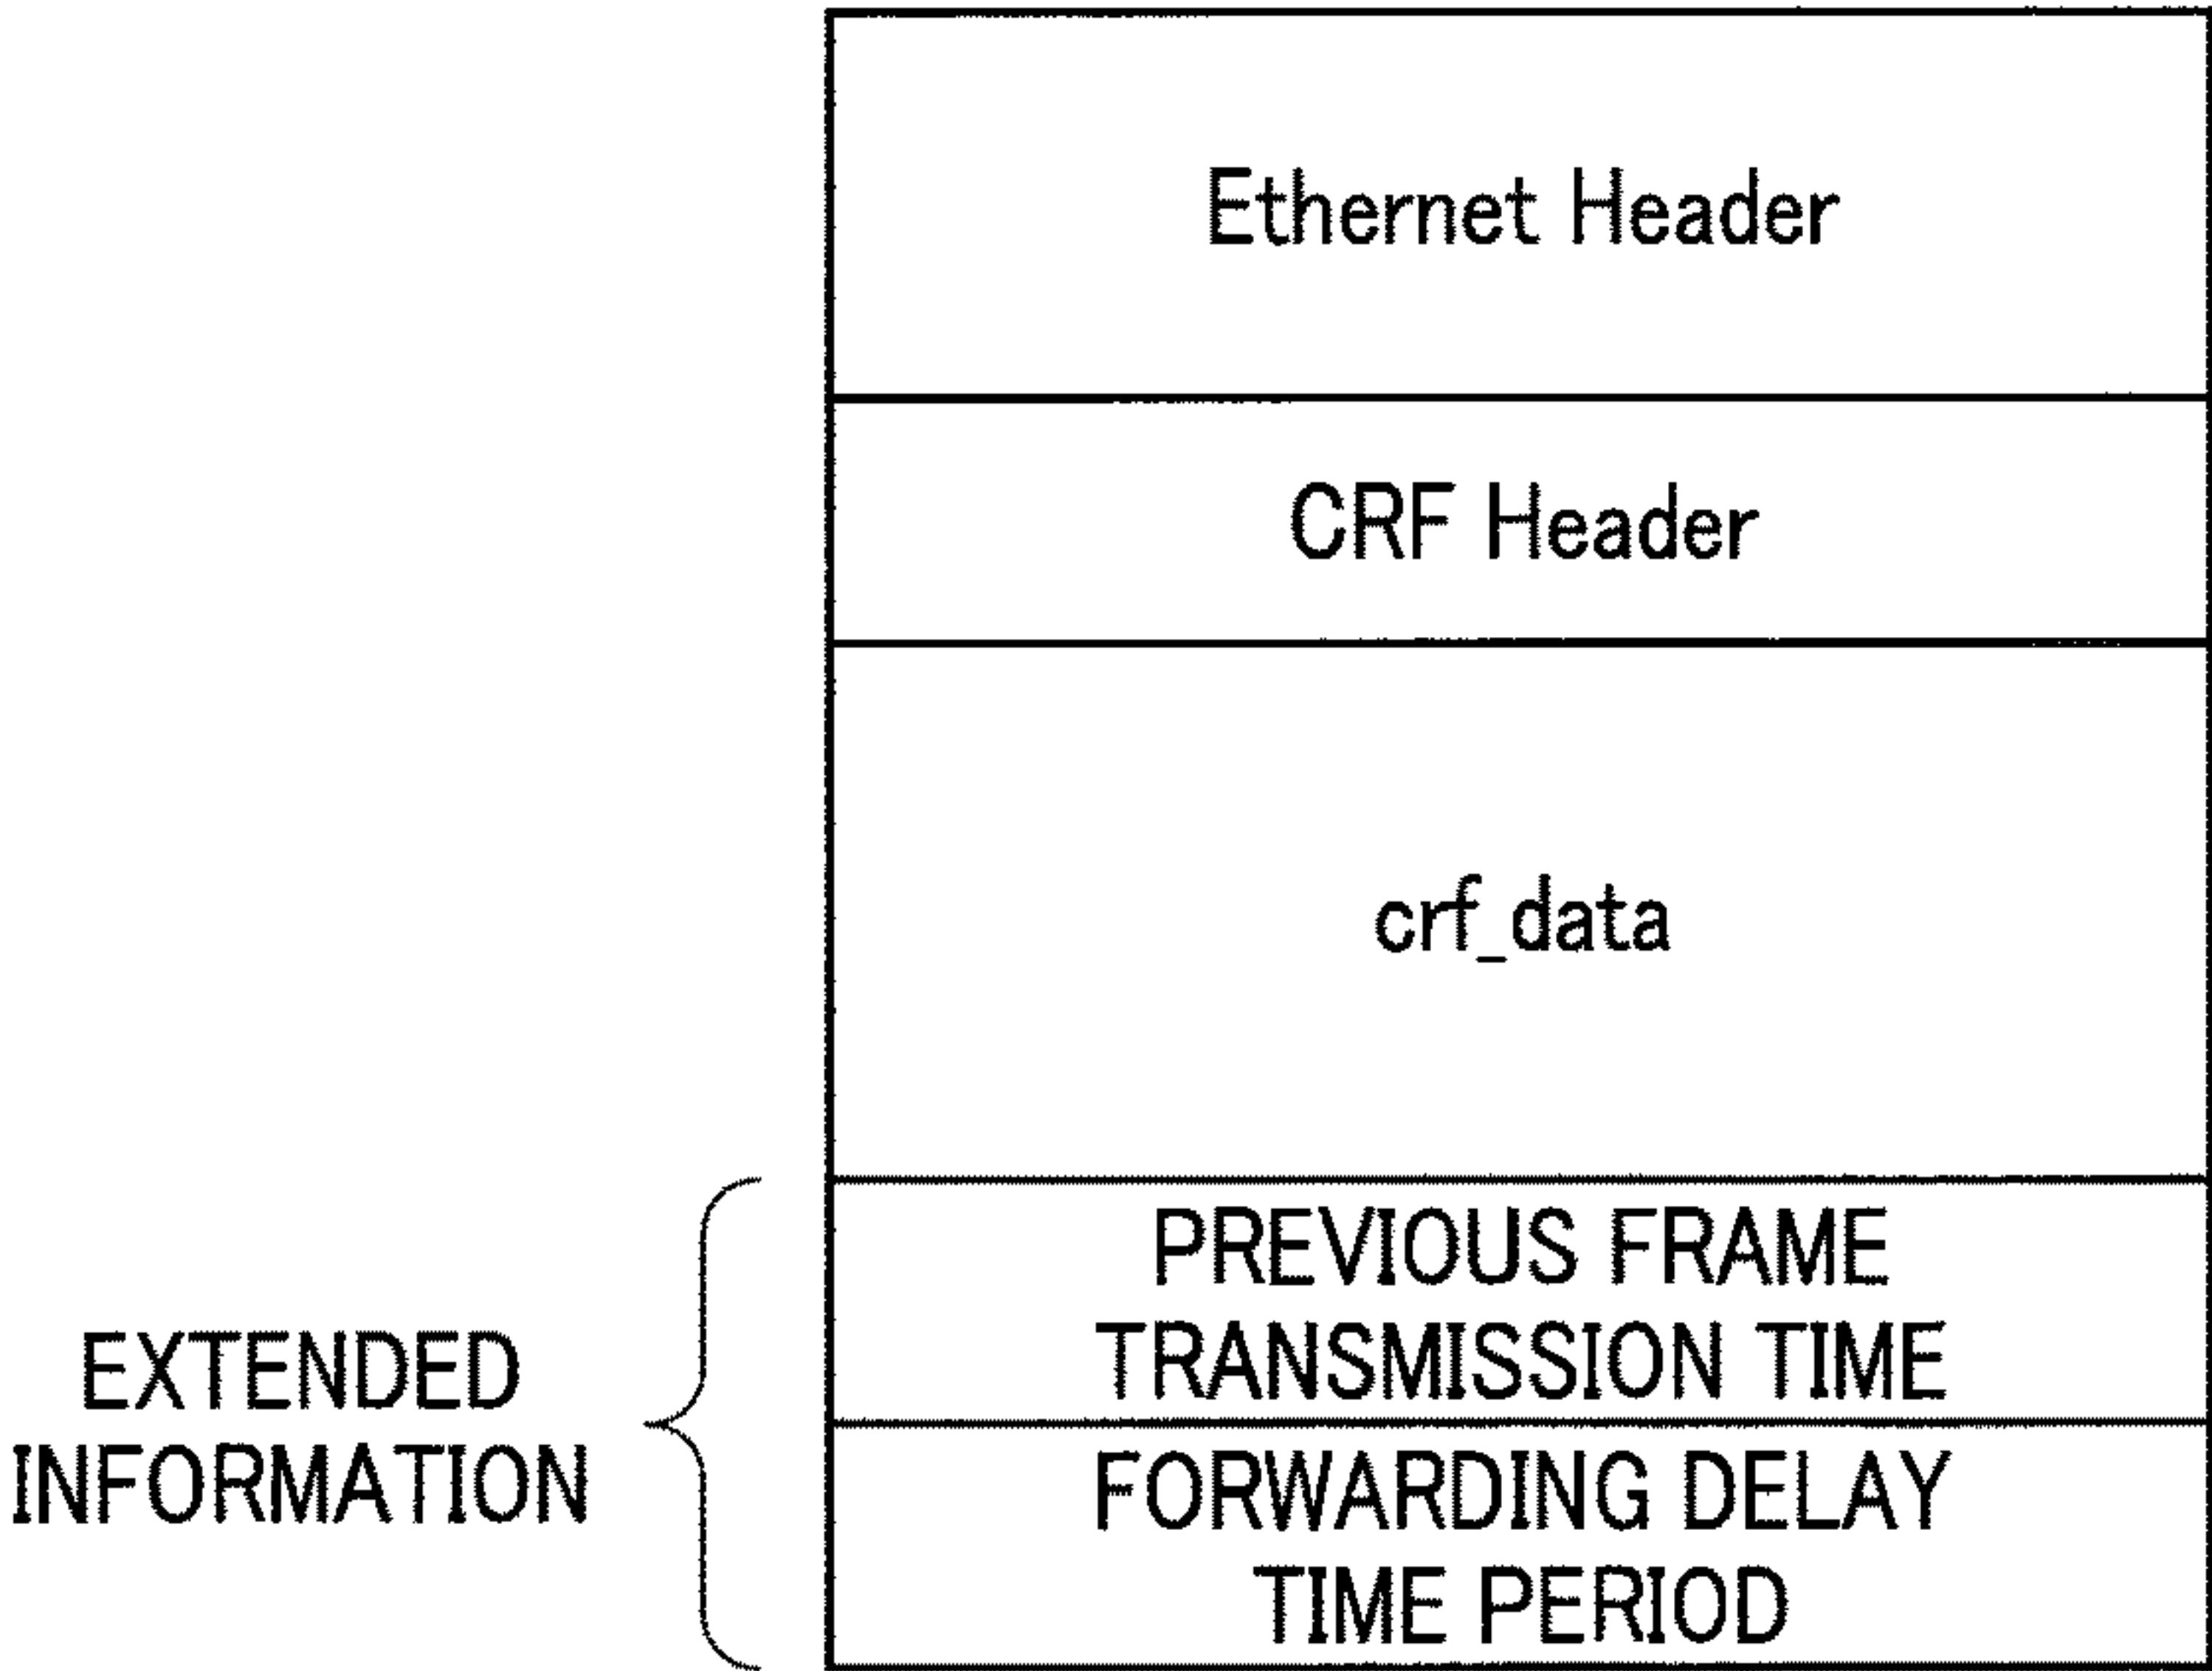 Ethernet Header
CRF Header
crf_data
PREVIOUS FRAME
TRANSMISSION TIME
EXTENDED
INFORMATION
FORWARDING DELAY
TIME PERIOD